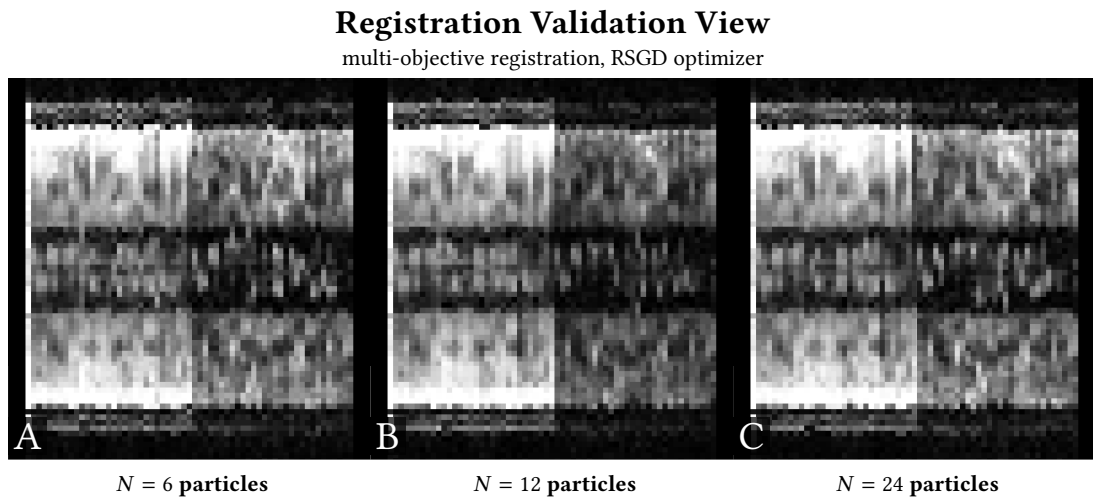 Registration Validation View
multi-objective registration, RSGD optimizer
A
B
C
N = 6 particles
N = 12 particles
N = 24 particles